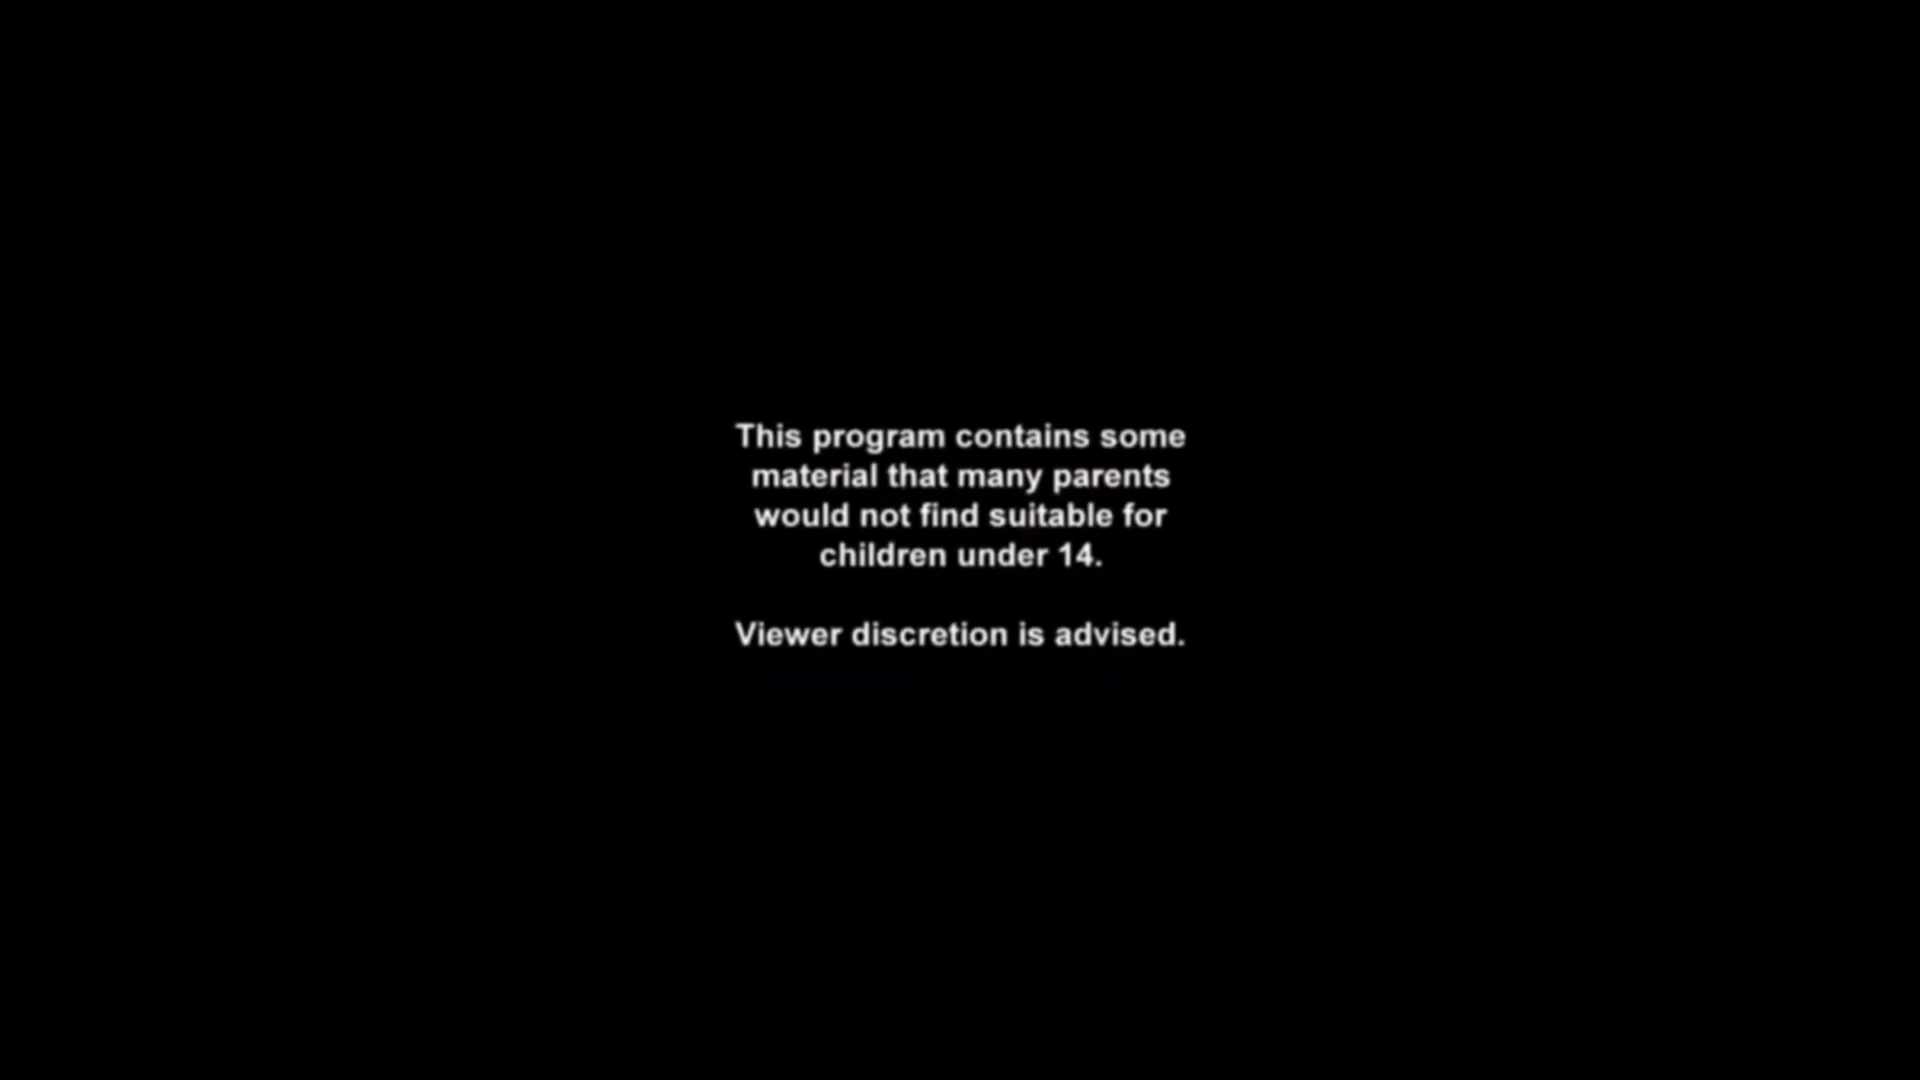 This program contains some
material that many parents
would not find suitable for
children under 14.
Viewer discretion is advised.